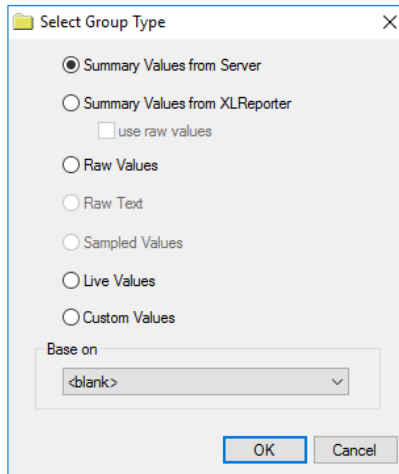 Select Group Type
Summary Values from Server
Summary Values from XLReporter
use raw values
Raw Values
Raw Text
Sampled Values
Live Values
Custom Values
Base on
<blank>
OK Cancel